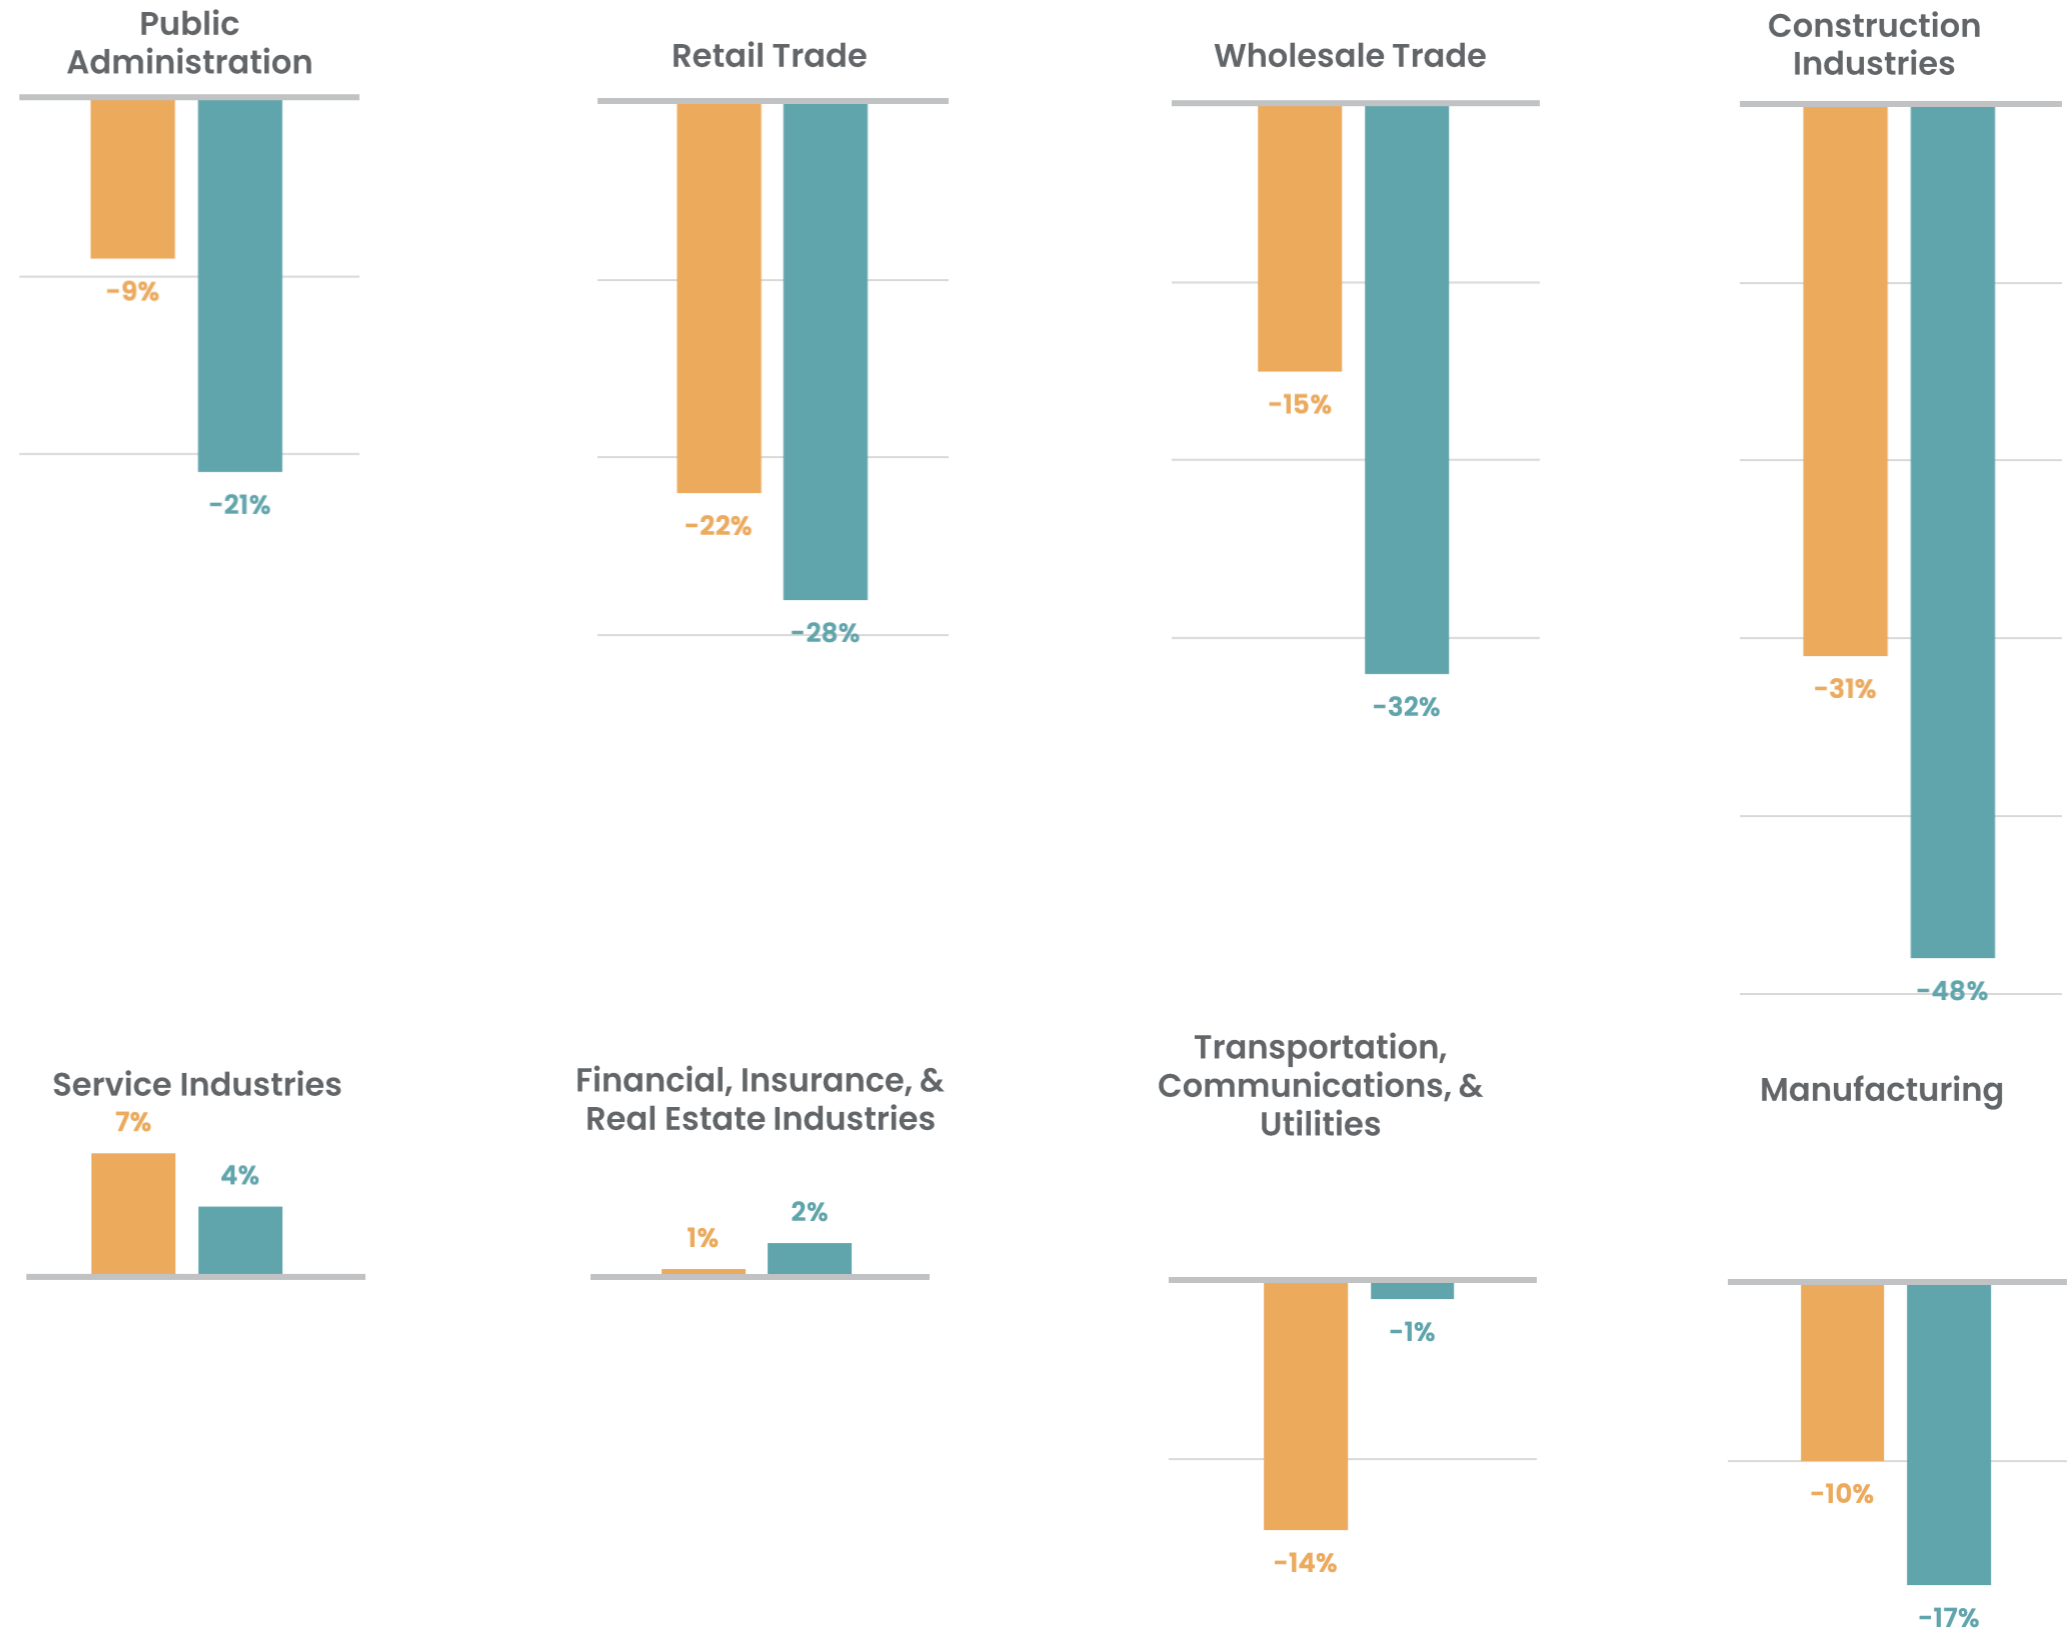 Public
Administration
-9%
-21%
Retail Trade
-22%
-28%
Wholesale Trade
-15%
-32%
Construction
Industries
-31%
-48%
Service Industries
7%
4%
Financial, Insurance, &
Real Estate Industries
1%
2%
Transportation,
Communications, &
Utilities
-14%
-1%
Manufacturing
-10%
-17%